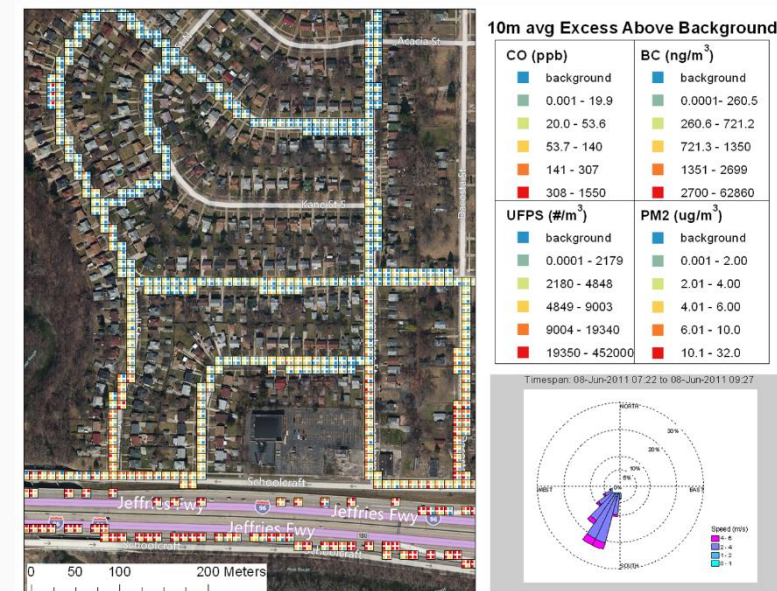 10m avg Excess Above Background
CO (ppb)
background
0.001 - 19.9
20.0 - 53.6
53.7 - 140
141 - 307
308 - 1550
BC (ng/m³)
background
0.0001- 260.5
260.6 - 721.2
721.3 - 1350
1351 - 2699
2700 - 62860
UFPS (#/m³)
background
0.0001 - 2179
2180 - 4848
4849 - 9003
9004 - 19340
19350 - 452000
PM2 (ug/m³)
background
0.001 - 2.00
2.01 - 4.00
4.01 - 6.00
6.01 - 10.0
10.1 - 32.0
Timespan: 08-Jun-2011 07:22 to 08-Jun-2011 09:27
NORTH
30%
20%
10%
5%
0%
WEST
EAST
SOUTH
Speed (m/s)
4 - 6
2 - 4
1 - 2
0 - 1
Acacia St
Kane St S
Schoolcraft
Jeffries Fwy
96
Jeffries Fwy
96
Jeffries Fwy
Schoolcraft
Schoolcraft
0 50 100 200 Meters